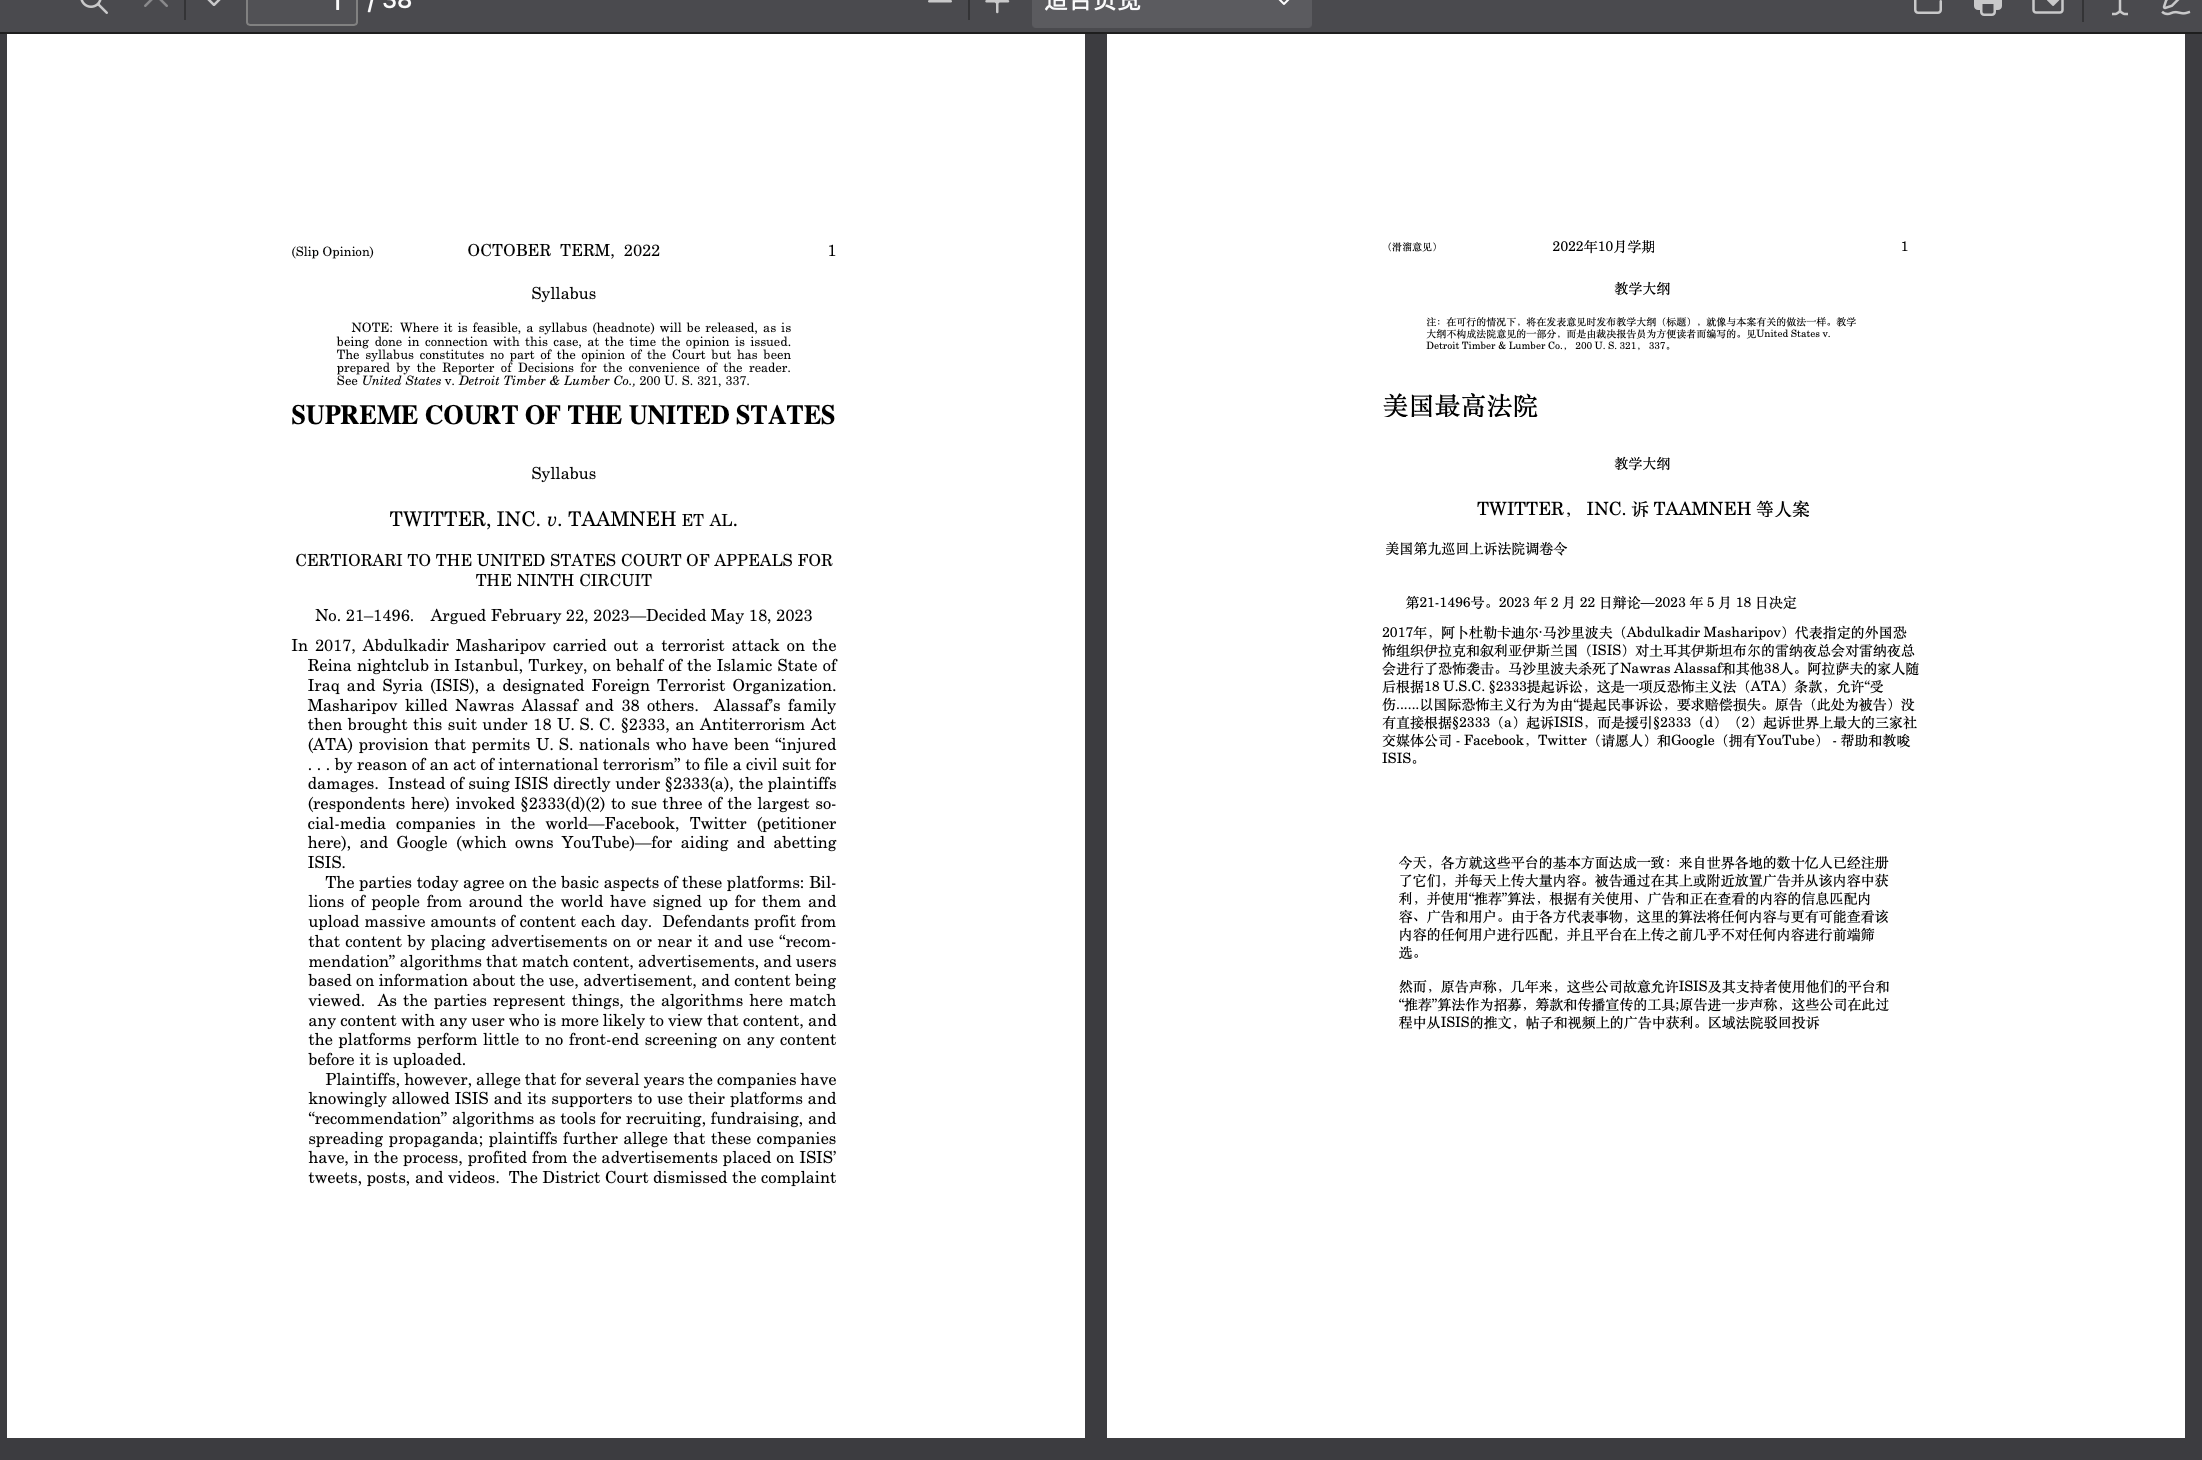 / 38
适合页宽
(Slip Opinion) OCTOBER TERM, 2022 1
Syllabus
NOTE: Where it is feasible, a syllabus (headnote) will be released, as is
being done in connection with this case, at the time the opinion is issued.
The syllabus constitutes no part of the opinion of the Court but has been
prepared by the Reporter of Decisions for the convenience of the reader.
See United States v. Detroit Timber & Lumber Co., 200 U. S. 321, 337.
SUPREME COURT OF THE UNITED STATES
Syllabus
TWITTER, INC. v. TAAMNEH ET AL.
CERTIORARI TO THE UNITED STATES COURT OF APPEALS FOR
THE NINTH CIRCUIT
No. 21–1496. Argued February 22, 2023—Decided May 18, 2023
In 2017, Abdulkadir Masharipov carried out a terrorist attack on the
Reina nightclub in Istanbul, Turkey, on behalf of the Islamic State of
Iraq and Syria (ISIS), a designated Foreign Terrorist Organization.
Masharipov killed Nawras Alassaf and 38 others. Alassaf's family
then brought this suit under 18 U. S. C. §2333, an Antiterrorism Act
(ATA) provision that permits U. S. nationals who have been “injured
. . . by reason of an act of international terrorism” to file a civil suit for
damages. Instead of suing ISIS directly under §2333(a), the plaintiffs
(respondents here) invoked §2333(d)(2) to sue three of the largest so-
cial-media companies in the world—Facebook, Twitter (petitioner
here), and Google (which owns YouTube)—for aiding and abetting
ISIS.
The parties today agree on the basic aspects of these platforms: Bil-
lions of people from around the world have signed up for them and
upload massive amounts of content each day. Defendants profit from
that content by placing advertisements on or near it and use “recom-
mendation” algorithms that match content, advertisements, and users
based on information about the use, advertisement, and content being
viewed. As the parties represent things, the algorithms here match
any content with any user who is more likely to view that content, and
the platforms perform little to no front-end screening on any content
before it is uploaded.
Plaintiffs, however, allege that for several years the companies have
knowingly allowed ISIS and its supporters to use their platforms and
“recommendation” algorithms as tools for recruiting, fundraising, and
spreading propaganda; plaintiffs further allege that these companies
have, in the process, profited from the advertisements placed on ISIS’
tweets, posts, and videos. The District Court dismissed the complaint
（滑溜意见） 2022年10月学期 1
教学大纲
注：在可行的情况下，将在发表意见时发布教学大纲（标题），就像与本案有关的做法一样。教学
大纲不构成法院意见的一部分，而是由裁决报告员为方便读者而编写的。见United States v.
Detroit Timber & Lumber Co.， 200 U. S. 321， 337。
美国最高法院
教学大纲
TWITTER， INC. 诉 TAAMNEH 等人案
美国第九巡回上诉法院调卷令
第21-1496号。2023 年 2 月 22 日辩论—2023 年 5 月 18 日决定
2017年，阿卜杜勒卡迪尔·马沙里波夫（Abdulkadir Masharipov）代表指定的外国恐
怖组织伊拉克和叙利亚伊斯兰国（ISIS）对土耳其伊斯坦布尔的雷纳夜总会对雷纳夜总
会进行了恐怖袭击。马沙里波夫杀死了Nawras Alassaf和其他38人。阿拉萨夫的家人随
后根据18 U.S.C. §2333提起诉讼，这是一项反恐怖主义法（ATA）条款，允许“受
伤......以国际恐怖主义行为为由“提起民事诉讼，要求赔偿损失。原告（此处为被告）没
有直接根据§2333（a）起诉ISIS，而是援引§2333（d）（2）起诉世界上最大的三家社
交媒体公司 - Facebook，Twitter（请愿人）和Google（拥有YouTube） - 帮助和教唆
ISIS。
今天，各方就这些平台的基本方面达成一致：来自世界各地的数十亿人已经注册
了它们，并每天上传大量内容。被告通过在其上或附近放置广告并从该内容中获
利，并使用“推荐”算法，根据有关使用、广告和正在查看的内容的信息匹配内
容、广告和用户。由于各方代表事物，这里的算法将任何内容与更有可能查看该
内容的任何用户进行匹配，并且平台在上传之前几乎不对任何内容进行前端筛
选。
然而，原告声称，几年来，这些公司故意允许ISIS及其支持者使用他们的平台和
“推荐”算法作为招募，筹款和传播宣传的工具;原告进一步声称，这些公司在此过
程中从ISIS的推文，帖子和视频上的广告中获利。区域法院驳回投诉